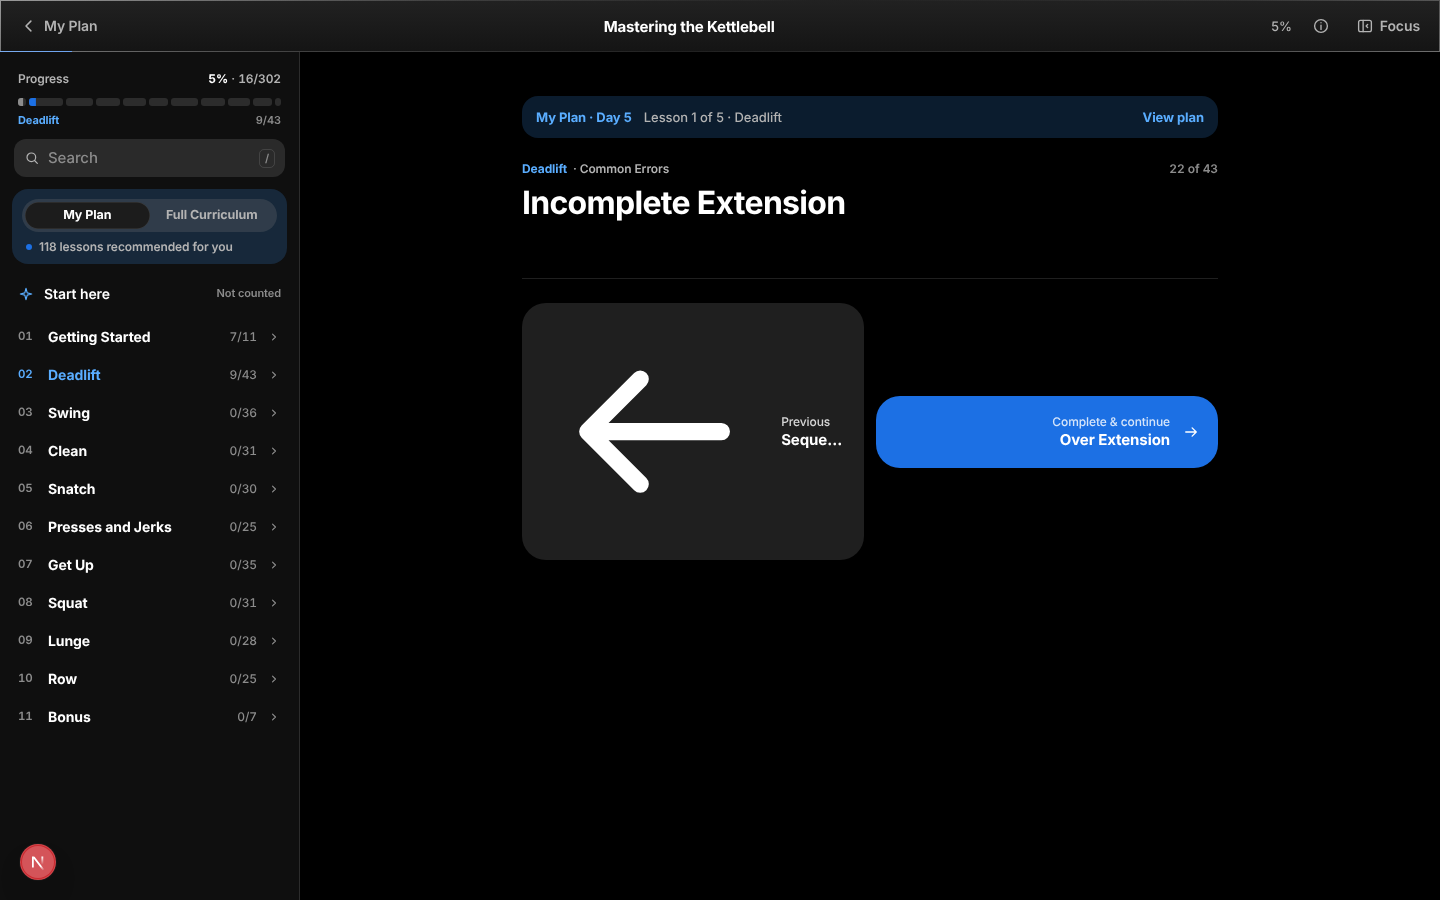 My Plan
Mastering the Kettlebell
5%
Focus
Progress
5% · 16/302
Deadlift
9/43
Search
/
My Plan
Full Curriculum
118 lessons recommended for you
Start here
Not counted
01 Getting Started 7/11
02 Deadlift 9/43
03 Swing 0/36
04 Clean 0/31
05 Snatch 0/30
06 Presses and Jerks 0/25
07 Get Up 0/35
08 Squat 0/31
09 Lunge 0/28
10 Row 0/25
11 Bonus 0/7
N
My Plan · Day 5 Lesson 1 of 5 · Deadlift
View plan
Deadlift · Common Errors
22 of 43
Incomplete Extension
Previous
Seque...
Complete & continue
Over Extension